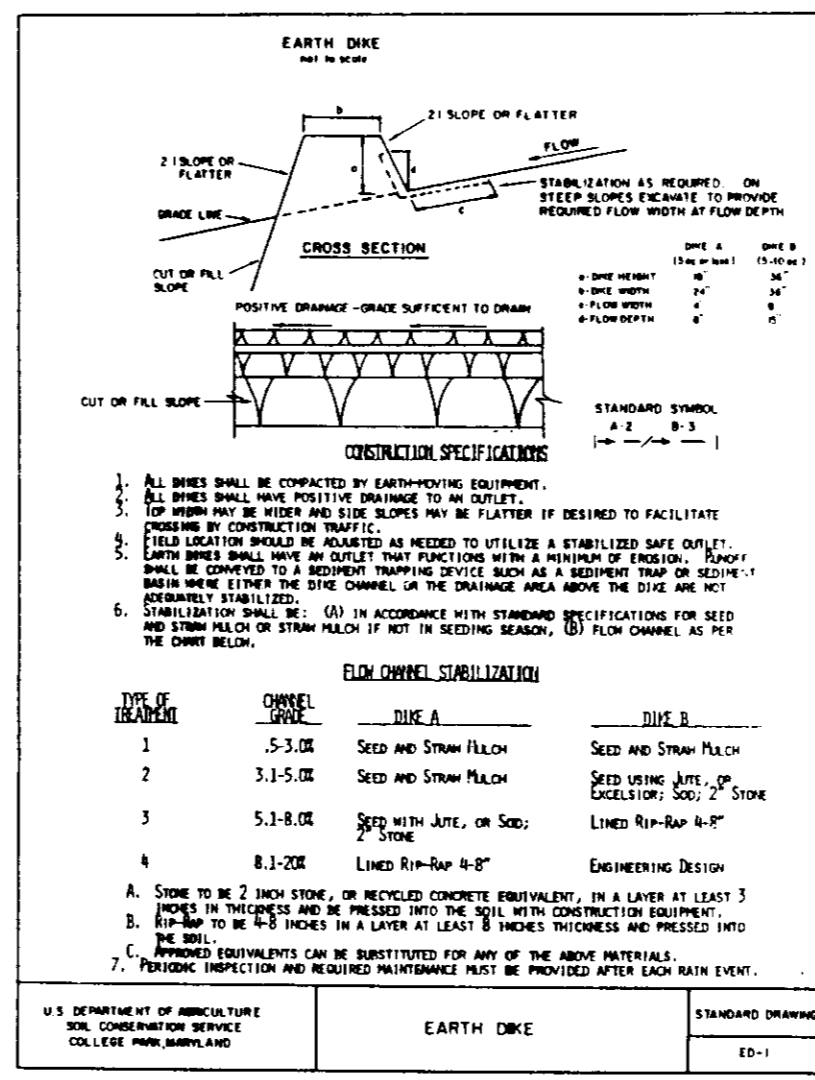 EARTH DIKE
not to scale
b
2:1 SLOPE OR FLATTER
FLOW
2:1 SLOPE OR
FLATTER
a
d
c
STABILIZATION AS REQUIRED. ON
STEEP SLOPES EXCAVATE TO PROVIDE
REQUIRED FLOW WIDTH AT FLOW DEPTH
GRADE LINE
CROSS SECTION
CUT OR FILL
SLOPE
DIKE A DIKE B
(5 ac or less) (5-10 ac)
a-DIKE HEIGHT 18" 36"
b-DIKE WIDTH 24" 36"
c-FLOW WIDTH 4' 8'
d-FLOW DEPTH 8" 15"
POSITIVE DRAINAGE-GRADE SUFFICIENT TO DRAIN
CUT OR FILL SLOPE
STANDARD SYMBOL
A-2 B-3
CONSTRUCTION SPECIFICATIONS
1. ALL DIKES SHALL BE COMPACTED BY EARTH-MOVING EQUIPMENT.
2. ALL DIKES SHALL HAVE POSITIVE DRAINAGE TO AN OUTLET.
3. TOP WIDTH MAY BE WIDER AND SIDE SLOPES MAY BE FLATTER IF DESIRED TO FACILITATE
CROSSING BY CONSTRUCTION TRAFFIC.
4. FIELD LOCATION SHOULD BE ADJUSTED AS NEEDED TO UTILIZE A STABILIZED SAFE OUTLET.
5. EARTH DIKES SHALL HAVE AN OUTLET THAT FUNCTIONS WITH A MINIMUM OF EROSION. RUNOFF
SHALL BE CONVEYED TO A SEDIMENT TRAPPING DEVICE SUCH AS A SEDIMENT TRAP OR SEDIMENT
BASIN WHERE EITHER THE DIKE CHANNEL OR THE DRAINAGE AREA ABOVE THE DIKE ARE NOT
ADEQUATELY STABILIZED.
6. STABILIZATION SHALL BE: (A) IN ACCORDANCE WITH STANDARD SPECIFICATIONS FOR SEED
AND STRAW MULCH OR STRAW MULCH IF NOT IN SEEDING SEASON, (B) FLOW CHANNEL AS PER
THE CHART BELOW.
FLOW CHANNEL STABILIZATION
TYPE OF CHANNEL
TREATMENT GRADE DIKE A DIKE B
1 .5-3.0% SEED AND STRAW MULCH SEED AND STRAW MULCH
2 3.1-5.0% SEED AND STRAW MULCH SEED USING JUTE, OR
EXCELSIOR; SOD; 2" STONE
3 5.1-8.0% SEED WITH JUTE, OR SOD; LINED RIP-RAP 4-8"
2" STONE
4 8.1-20% LINED RIP-RAP 4-8" ENGINEERING DESIGN
A. STONE TO BE 2 INCH STONE, OR RECYCLED CONCRETE EQUIVALENT, IN A LAYER AT LEAST 3
INCHES IN THICKNESS AND BE PRESSED INTO THE SOIL WITH CONSTRUCTION EQUIPMENT.
B. RIP-RAP TO BE 4-8 INCHES IN A LAYER AT LEAST 8 INCHES THICKNESS AND PRESSED INTO
THE SOIL.
C. APPROVED EQUIVALENTS CAN BE SUBSTITUTED FOR ANY OF THE ABOVE MATERIALS.
7. PERIODIC INSPECTION AND REQUIRED MAINTENANCE MUST BE PROVIDED AFTER EACH RAIN EVENT.
U.S. DEPARTMENT OF AGRICULTURE
SOIL CONSERVATION SERVICE
COLLEGE PARK, MARYLAND
EARTH DIKE
STANDARD DRAWING
ED-1